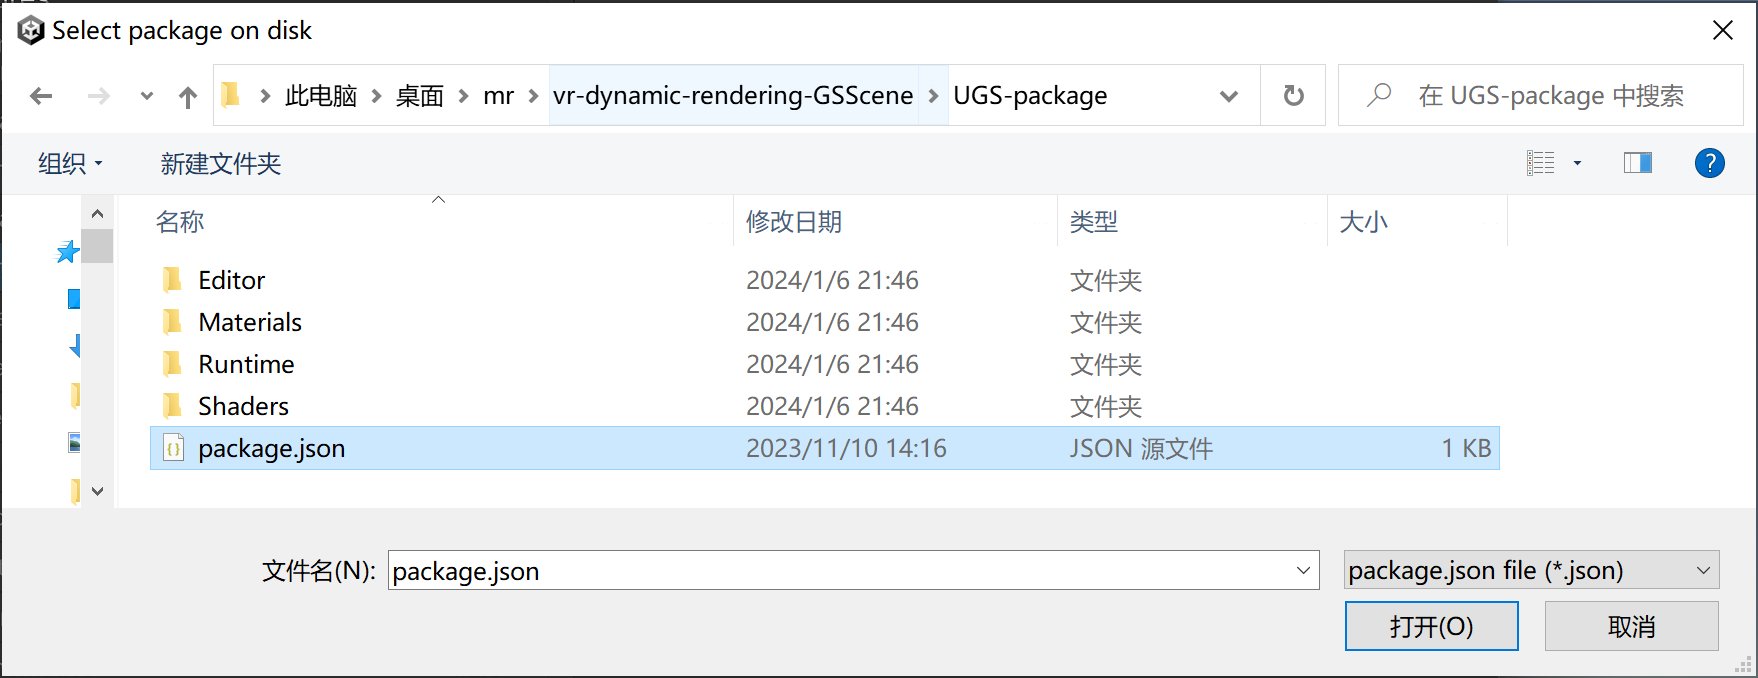 Select package on disk
此电脑 桌面 mr vr-dynamic-rendering-GSScene UGS-package 在 UGS-package 中搜索
组织 新建文件夹
名称 修改日期 类型 大小
Editor 2024/1/6 21:46 文件夹
Materials 2024/1/6 21:46 文件夹
Runtime 2024/1/6 21:46 文件夹
Shaders 2024/1/6 21:46 文件夹
package.json 2023/11/10 14:16 JSON 源文件 1 KB
文件名(N): package.json package.json file (*.json)
打开(O) 取消